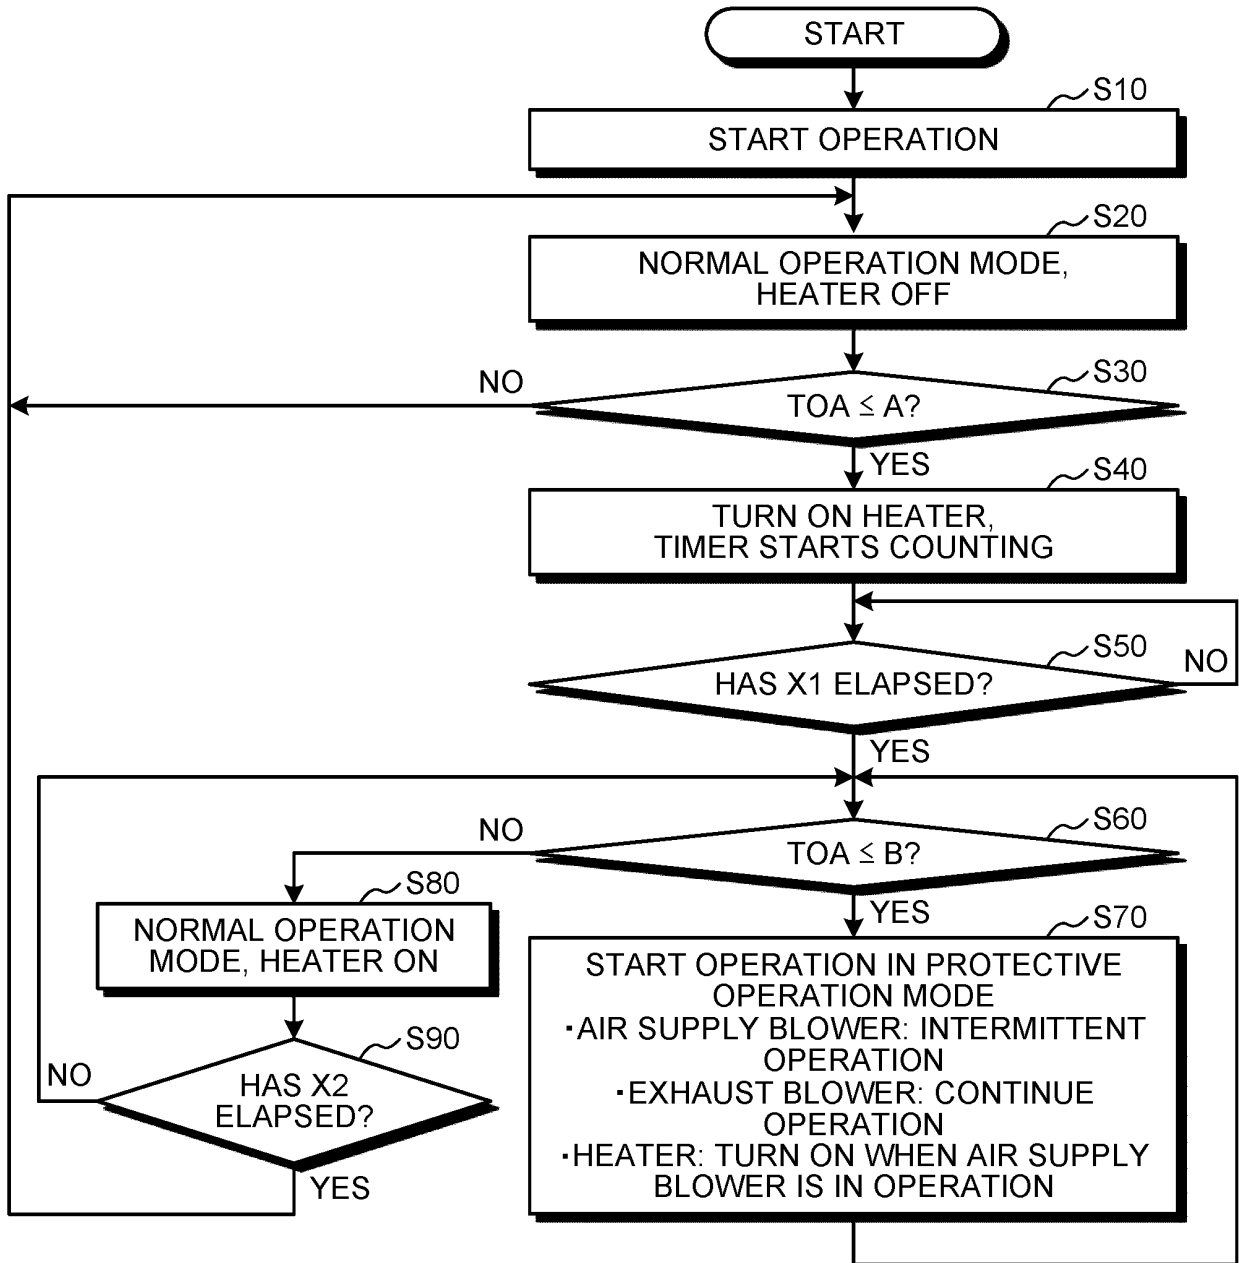 START
S10
START OPERATION
S20
NORMAL OPERATION MODE,
HEATER OFF
S30
NO
TOA ≤ A?
YES
S40
TURN ON HEATER,
TIMER STARTS COUNTING
S50
NO
HAS X1 ELAPSED?
YES
S60
NO
TOA ≤ B?
YES
S80
NORMAL OPERATION
MODE, HEATER ON
S90
NO
HAS X2
ELAPSED?
YES
S70
START OPERATION IN PROTECTIVE
OPERATION MODE
・AIR SUPPLY BLOWER: INTERMITTENT
OPERATION
・EXHAUST BLOWER: CONTINUE
OPERATION
・HEATER: TURN ON WHEN AIR SUPPLY
BLOWER IS IN OPERATION